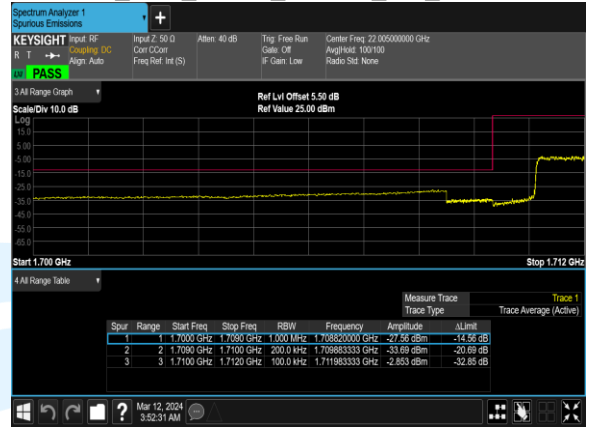 Spectrum Analyzer 1
Spurious Emissions
+
KEYSIGHT Input: RF Input Z: 50 Ω Atten: 40 dB Trig: Free Run Center Freq: 22.005000000 GHz
R T Coupling: DC Corr CCorr Gate: Off Avg|Hold: 100/100
Align: Auto Freq Ref: Int (S) IF Gain: Low Radio Std: None
PASS
3 All Range Graph
Ref Lvl Offset 5.50 dB
Scale/Div 10.0 dB Ref Value 25.00 dBm
Log
15.0
5.00
-5.00
-15.0
-25.0
-35.0
-45.0
-55.0
-65.0
Start 1.700 GHz Stop 1.712 GHz
4 All Range Table
Measure Trace Trace 1
Trace Type Trace Average (Active)
Spur Range Start Freq Stop Freq RBW Frequency Amplitude ΔLimit
1 1 1.7000 GHz 1.7090 GHz 1.000 MHz 1.708820000 GHz -27.56 dBm -14.56 dB
2 2 1.7090 GHz 1.7100 GHz 200.0 kHz 1.709883333 GHz -33.69 dBm -20.69 dB
3 3 1.7100 GHz 1.7120 GHz 100.0 kHz 1.711983333 GHz -2.853 dBm -32.85 dB
?
Mar 12, 2024
3:52:31 AM